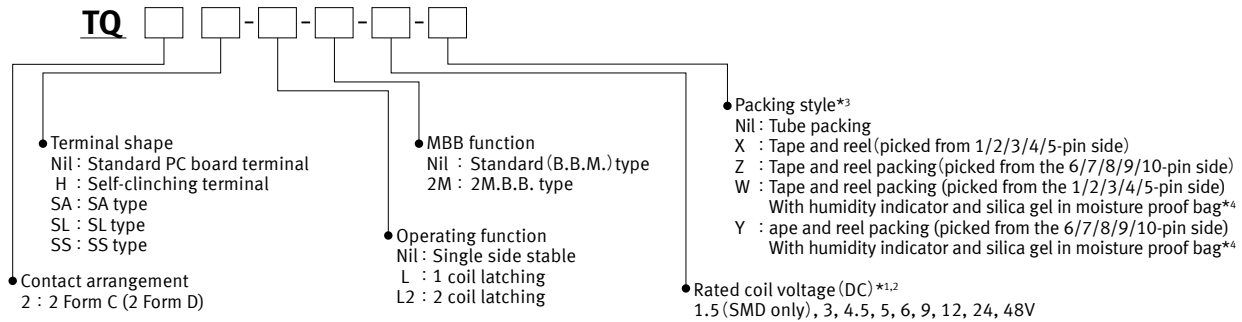 TQ - - - -
Packing style*3
Nil : Tube packing
X : Tape and reel (picked from 1/2/3/4/5-pin side)
Z : Tape and reel packing (picked from the 6/7/8/9/10-pin side)
W : Tape and reel packing (picked from the 1/2/3/4/5-pin side)
With humidity indicator and silica gel in moisture proof bag*4
Y : ape and reel packing (picked from the 6/7/8/9/10-pin side)
With humidity indicator and silica gel in moisture proof bag*4
Terminal shape
Nil : Standard PC board terminal
H : Self-clinching terminal
SA : SA type
SL : SL type
SS : SS type
MBB function
Nil : Standard (B.B.M.) type
2M : 2M.B.B. type
Operating function
Nil : Single side stable
L : 1 coil latching
L2 : 2 coil latching
Contact arrangement
2 : 2 Form C (2 Form D)
Rated coil voltage (DC) *1,2
1.5 (SMD only), 3, 4.5, 5, 6, 9, 12, 24, 48V